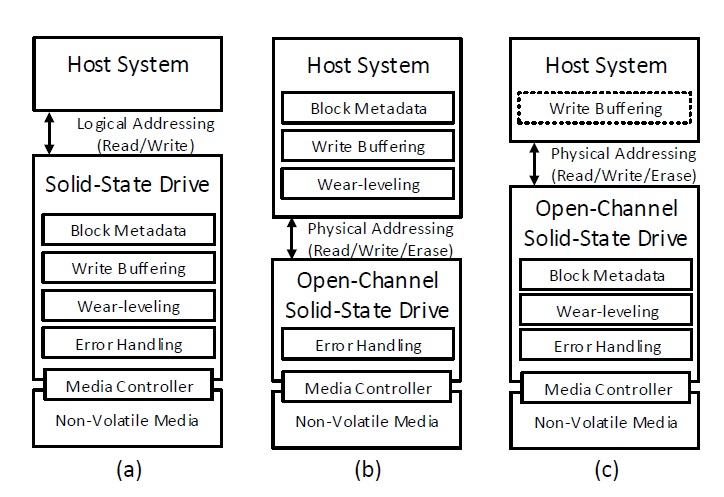 Host System
Logical Addressing
(Read/Write)
Solid-State Drive
Block Metadata
Write Buffering
Wear-leveling
Error Handling
Media Controller
Non-Volatile Media
(a)
Host System
Block Metadata
Write Buffering
Wear-leveling
Physical Addressing
(Read/Write/Erase)
Open-Channel
Solid-State Drive
Error Handling
Media Controller
Non-Volatile Media
(b)
Host System
Write Buffering
Physical Addressing
(Read/Write/Erase)
Open-Channel
Solid-State Drive
Block Metadata
Wear-leveling
Error Handling
Media Controller
Non-Volatile Media
(c)